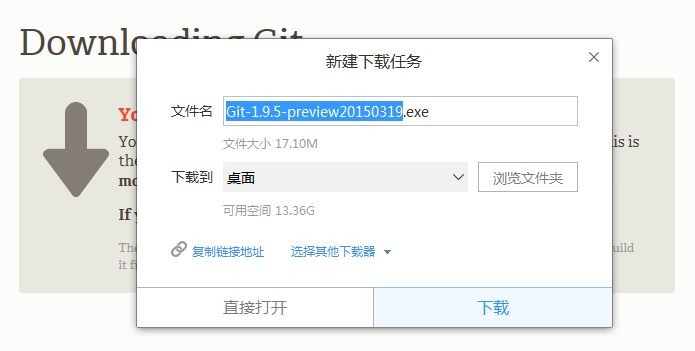 Downloading Git
新建下载任务
文件名 Git-1.9.5-preview20150319.exe
文件大小 17.10M
下载到 桌面 浏览文件夹
可用空间 13.36G
复制链接地址 选择其他下载器
直接打开 下载
Yo
Yo is is
the
mo
If y
The uild
it fr